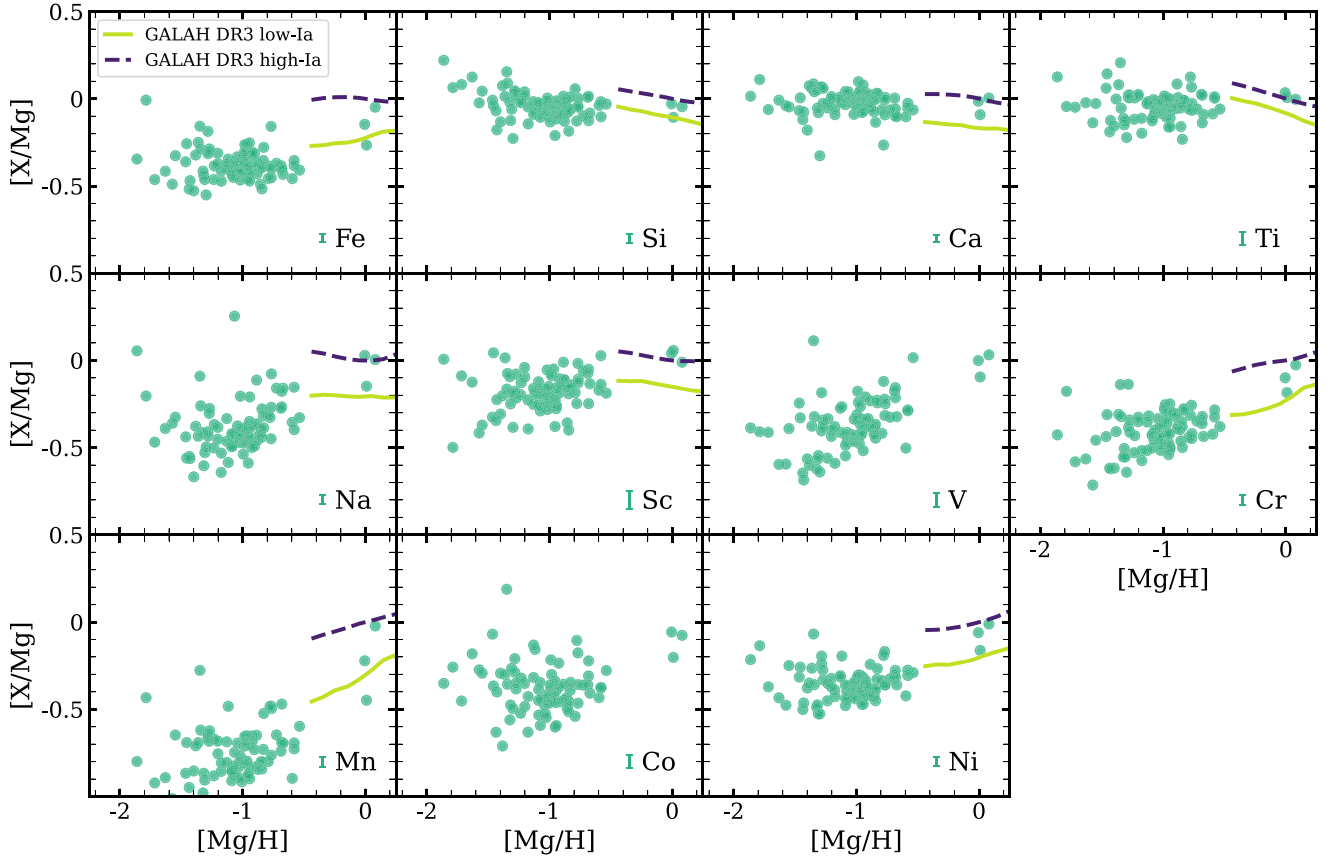 0.5
GALAH DR3 low-Ia
GALAH DR3 high-Ia
0
[X/Mg]
-0.5
Fe
Si
Ca
Ti
0.5
0
[X/Mg]
-0.5
Na
Sc
V
Cr
0.5
-2
-1
0
[Mg/H]
0
[X/Mg]
-0.5
Mn
Co
Ni
-2
-1
0
-2
-1
0
-2
-1
0
[Mg/H]
[Mg/H]
[Mg/H]